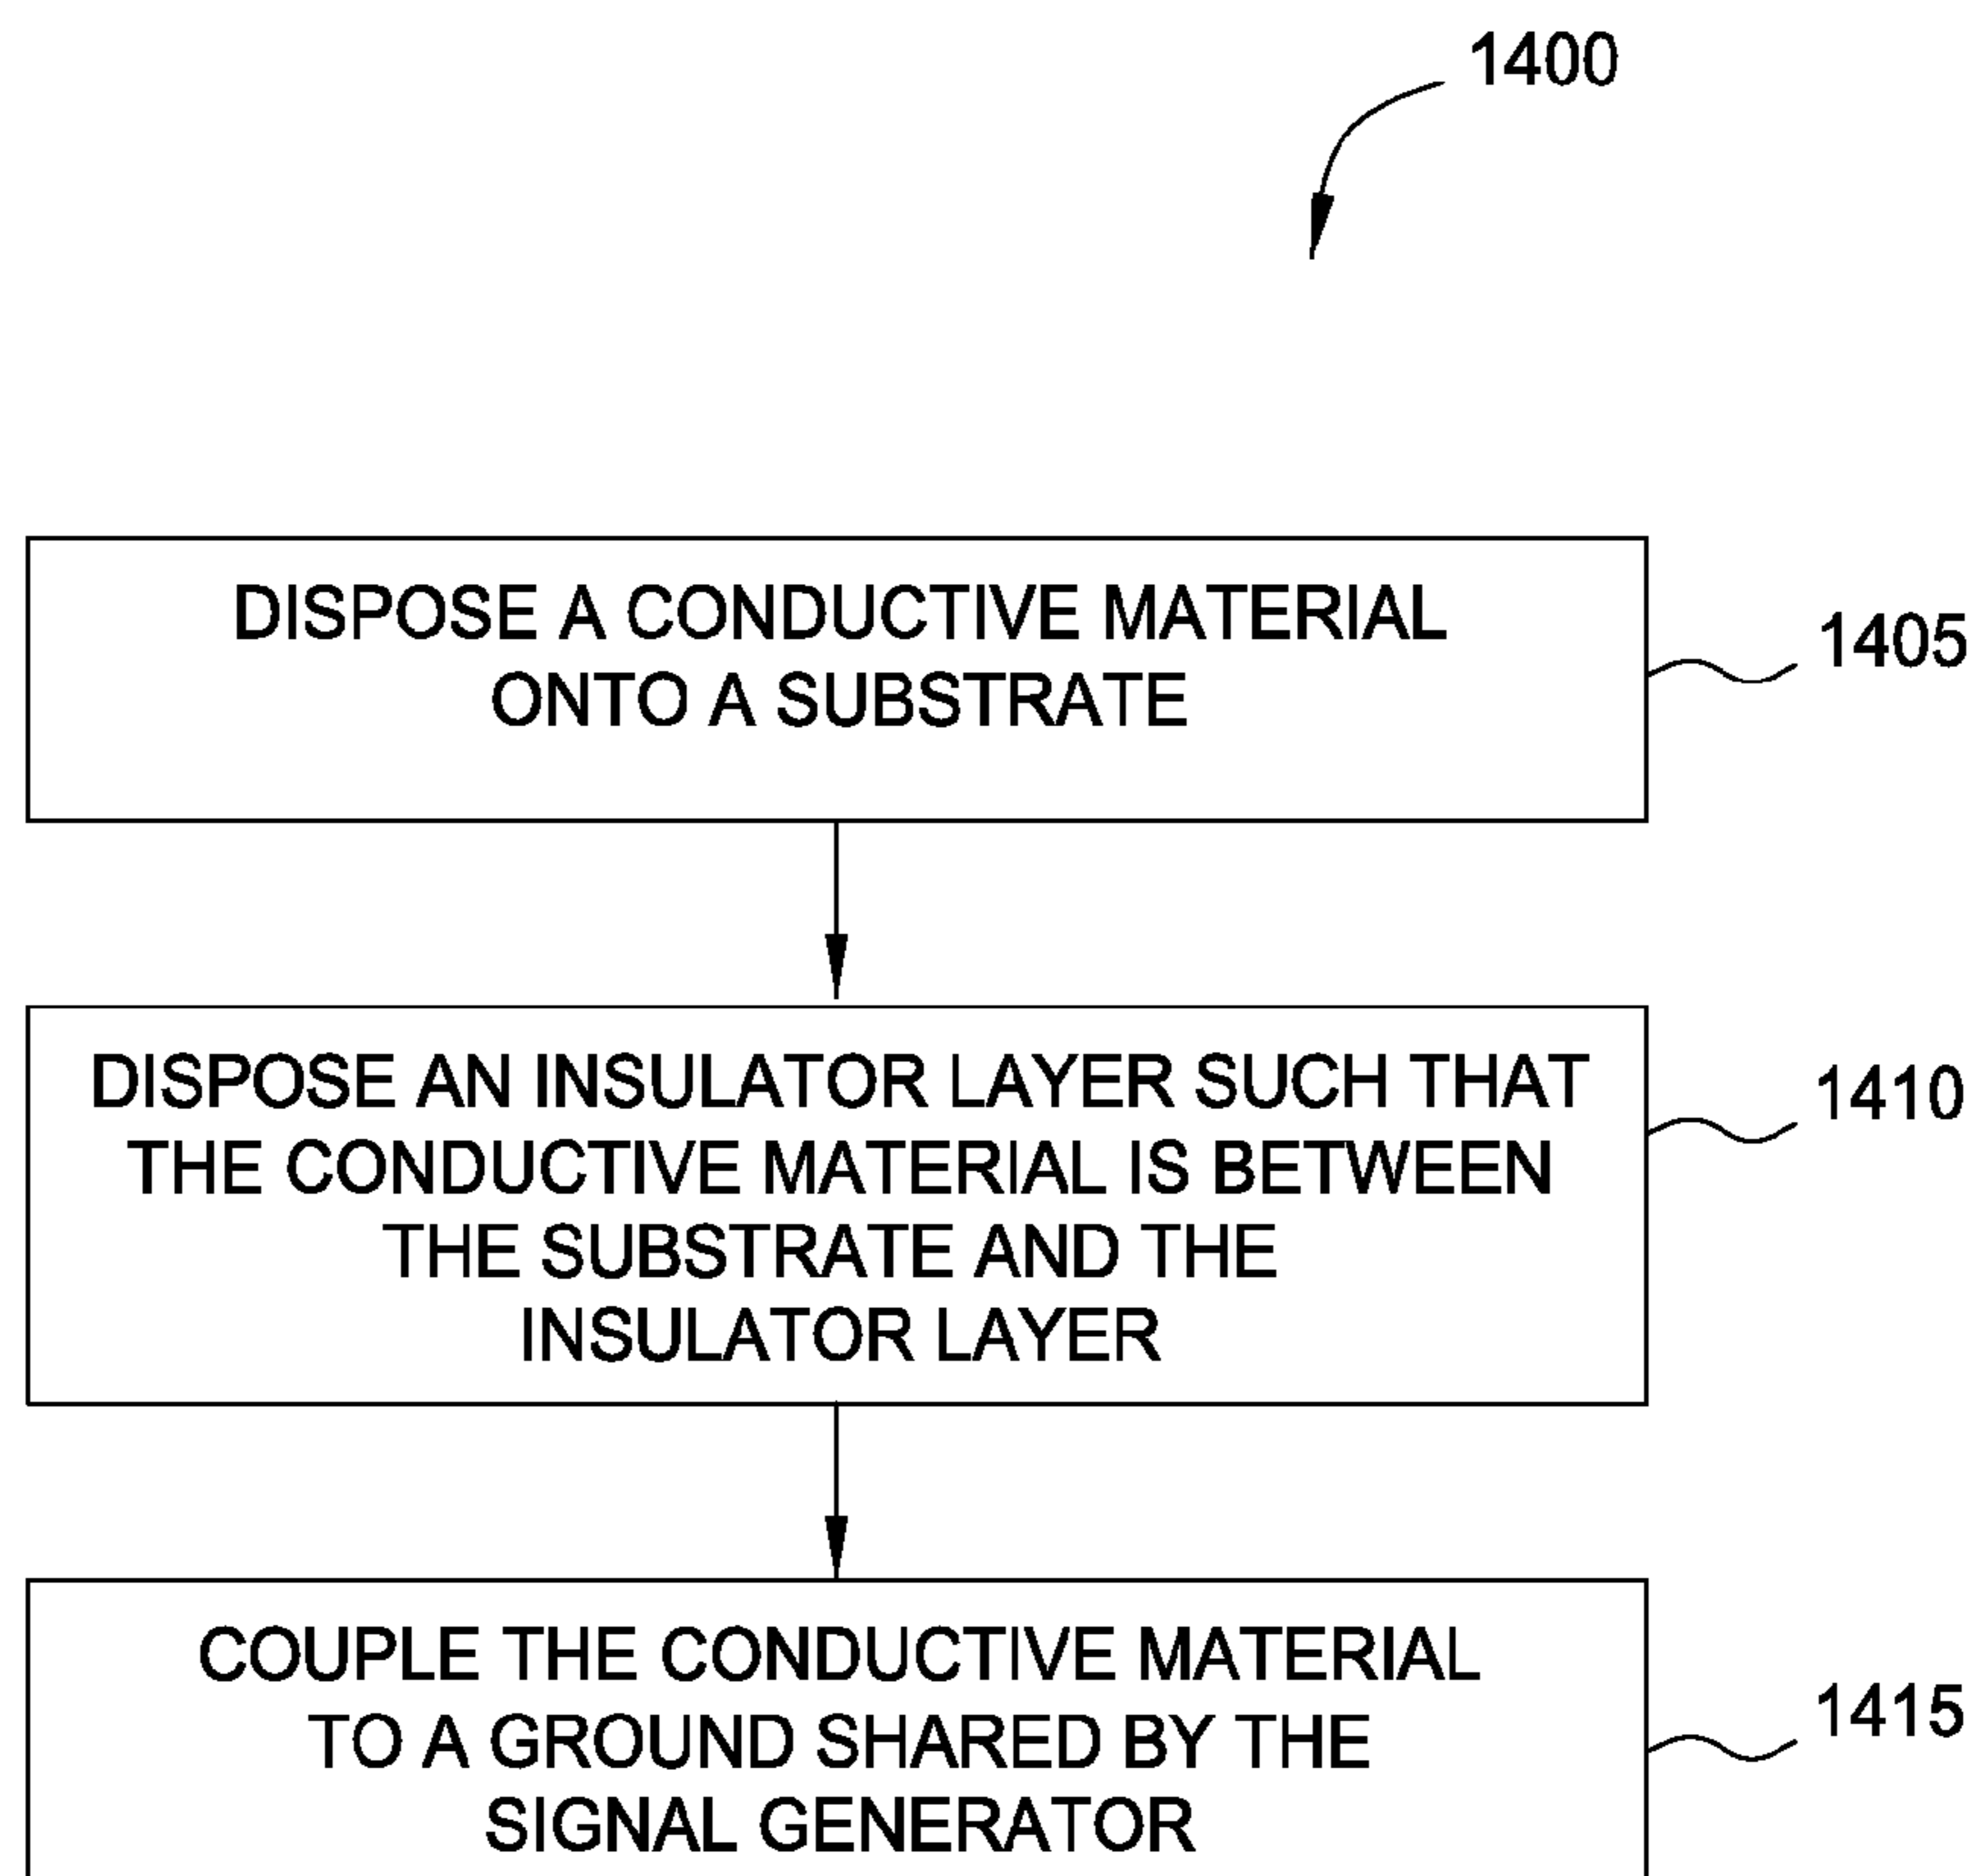 1400
DISPOSE A CONDUCTIVE MATERIAL
ONTO A SUBSTRATE
1405
DISPOSE AN INSULATOR LAYER SUCH THAT
THE CONDUCTIVE MATERIAL IS BETWEEN
THE SUBSTRATE AND THE
INSULATOR LAYER
1410
COUPLE THE CONDUCTIVE MATERIAL
TO A GROUND SHARED BY THE
SIGNAL GENERATOR
1415